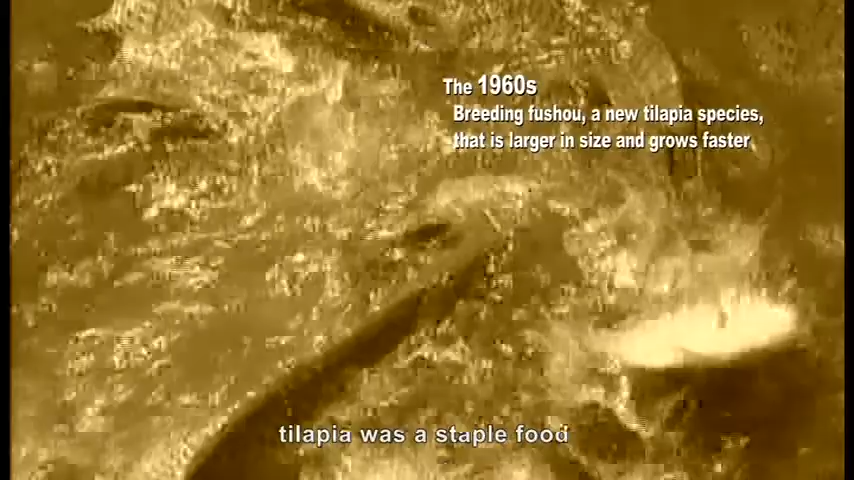 The 1960s
Breeding fushou, a new tilapia species,
that is larger in size and grows faster
tilapia was a staple food